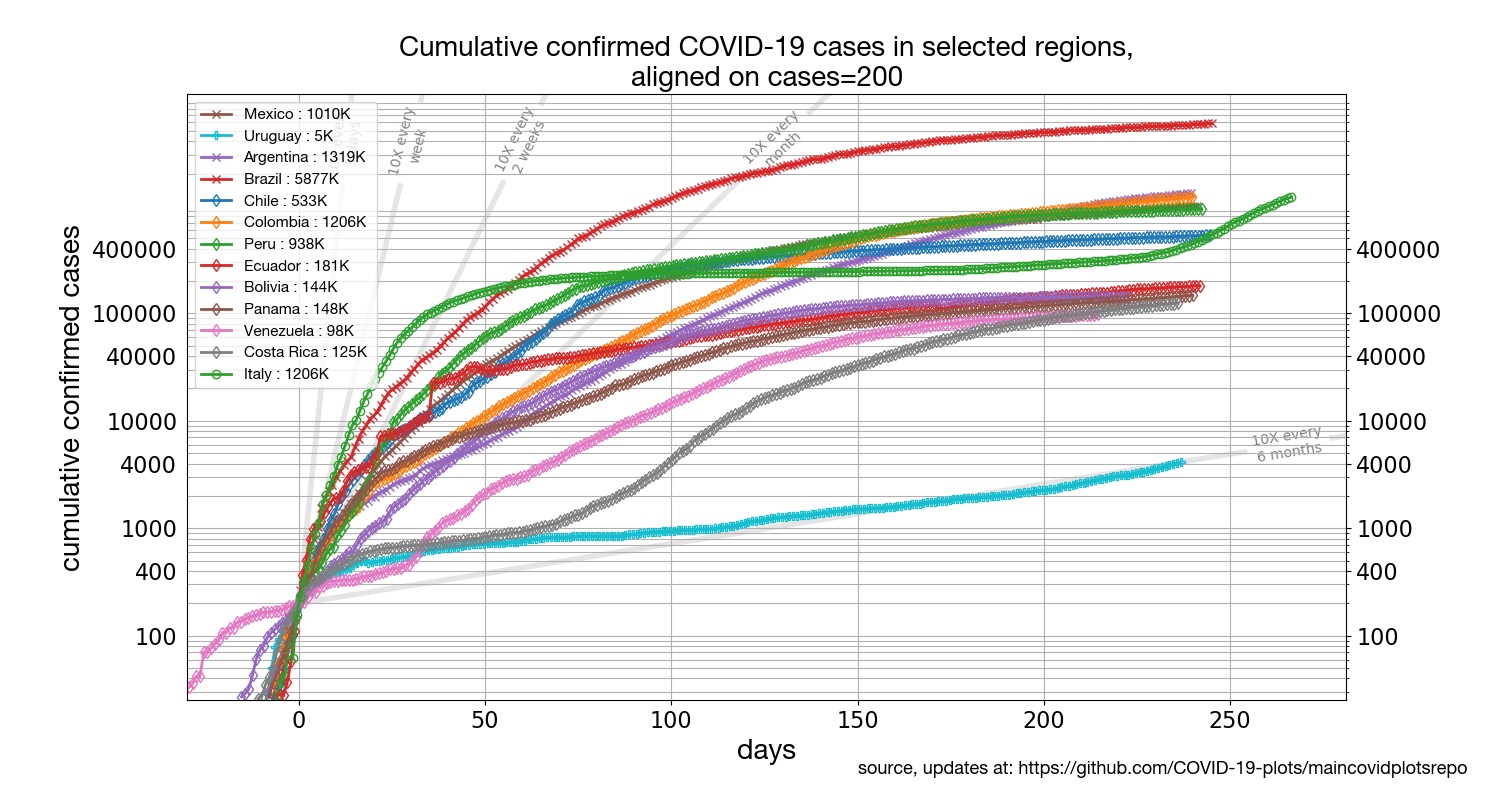 Cumulative confirmed COVID-19 cases in selected regions,
aligned on cases=200
Mexico : 1010K
Uruguay : 5K
Argentina : 1319K
Brazil : 5877K
Chile : 533K
Colombia : 1206K
Peru : 938K
Ecuador : 181K
Bolivia : 144K
Panama : 148K
Venezuela : 98K
Costa Rica : 125K
Italy : 1206K
10X every
week
10X every
2 weeks
10X every
month
10X every
6 months
cumulative confirmed cases
400000
100000
40000
10000
4000
1000
400
100
400000
100000
40000
10000
4000
1000
400
100
0
50
100
150
200
250
days
source, updates at: https://github.com/COVID-19-plots/maincovidplotsrepo